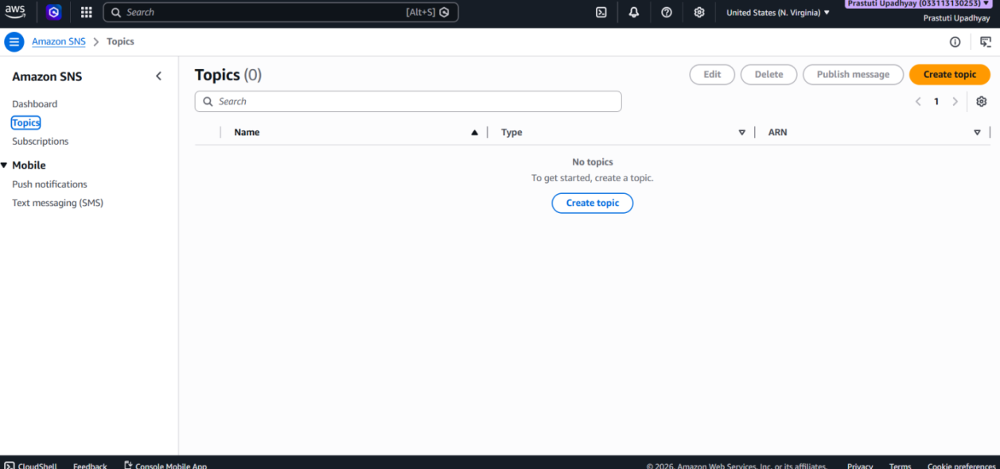 aws
Search [Alt+S]
United States (N. Virginia)
Prastuti Upadhyay (033113130253)
Prastuti Upadhyay
Amazon SNS > Topics
Amazon SNS
Dashboard
Topics
Subscriptions
Mobile
Push notifications
Text messaging (SMS)
Topics (0)
Edit Delete Publish message Create topic
Search
1
Name Type ARN
No topics
To get started, create a topic.
Create topic
CloudShell Feedback Console Mobile App © 2026, Amazon Web Services, Inc. or its affiliates. Privacy Terms Cookie preferences